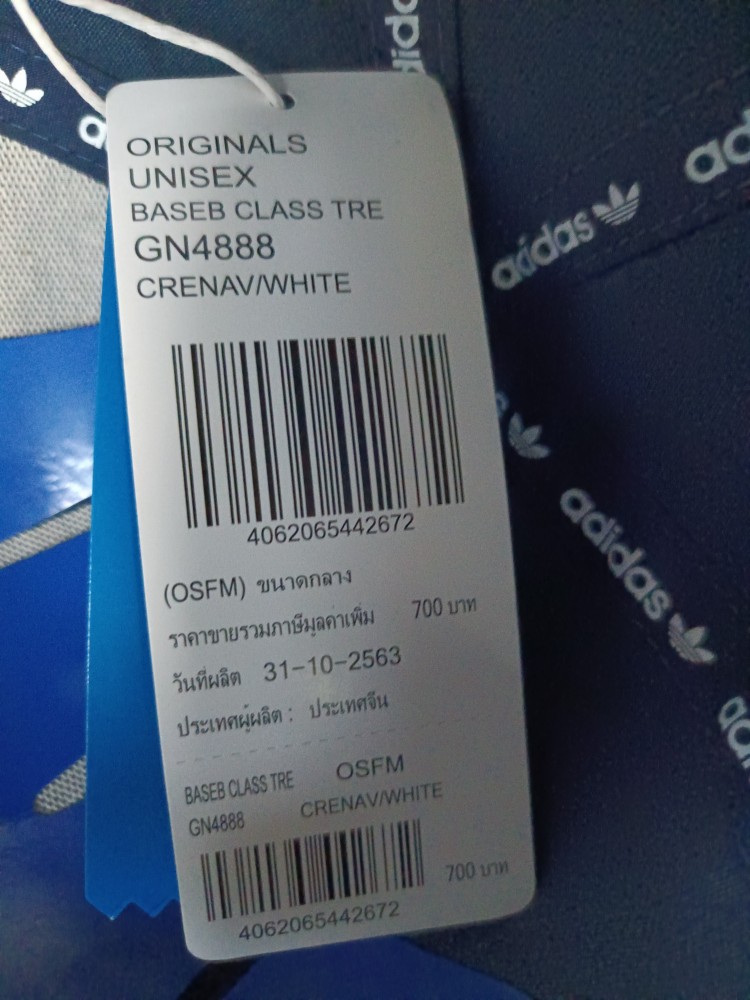 ORIGINALS
UNISEX
BASEB CLASS TRE
GN4888
CRENAV/WHITE
4062065442672
(OSFM) ขนาดกลาง
ราคาขายรวมภาษีมูลค่าเพิ่ม 700 บาท
วันที่ผลิต 31-10-2563
ประเทศผู้ผลิต : ประเทศจีน
BASEB CLASS TRE OSFM
GN4888 CRENAV/WHITE
700 บาท
4062065442672
adidas
adidas